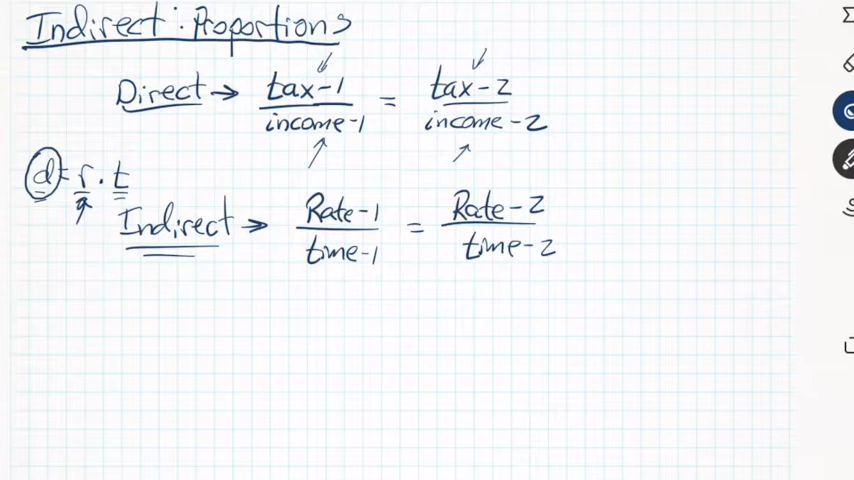 Indirect: Proportions
Direct → tax-1 / income-1 = tax-2 / income-2
d = r · t
Indirect → Rate-1 / time-1 = Rate-2 / time-2